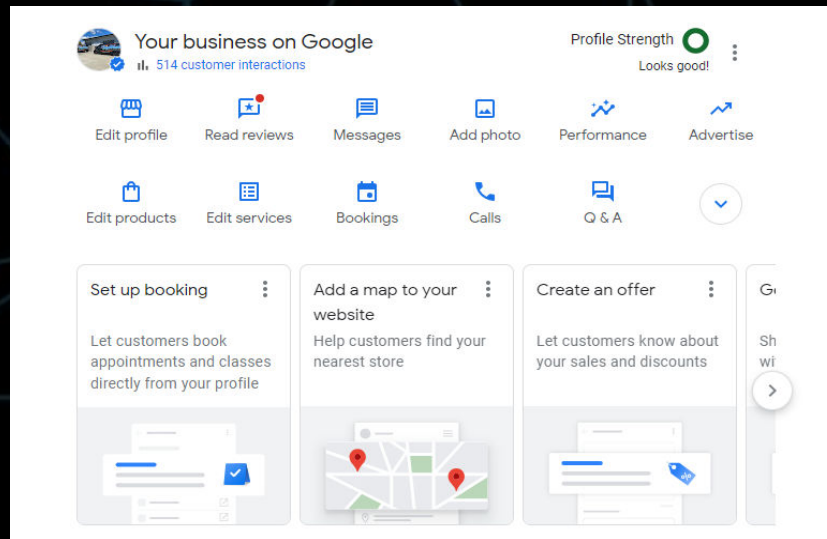 Your business on Google
514 customer interactions
Profile Strength
Looks good!
Edit profile
Read reviews
Messages
Add photo
Performance
Advertise
Edit products
Edit services
Bookings
Calls
Q & A
Set up booking
Let customers book
appointments and classes
directly from your profile
Add a map to your
website
Help customers find your
nearest store
Create an offer
Let customers know about
your sales and discounts